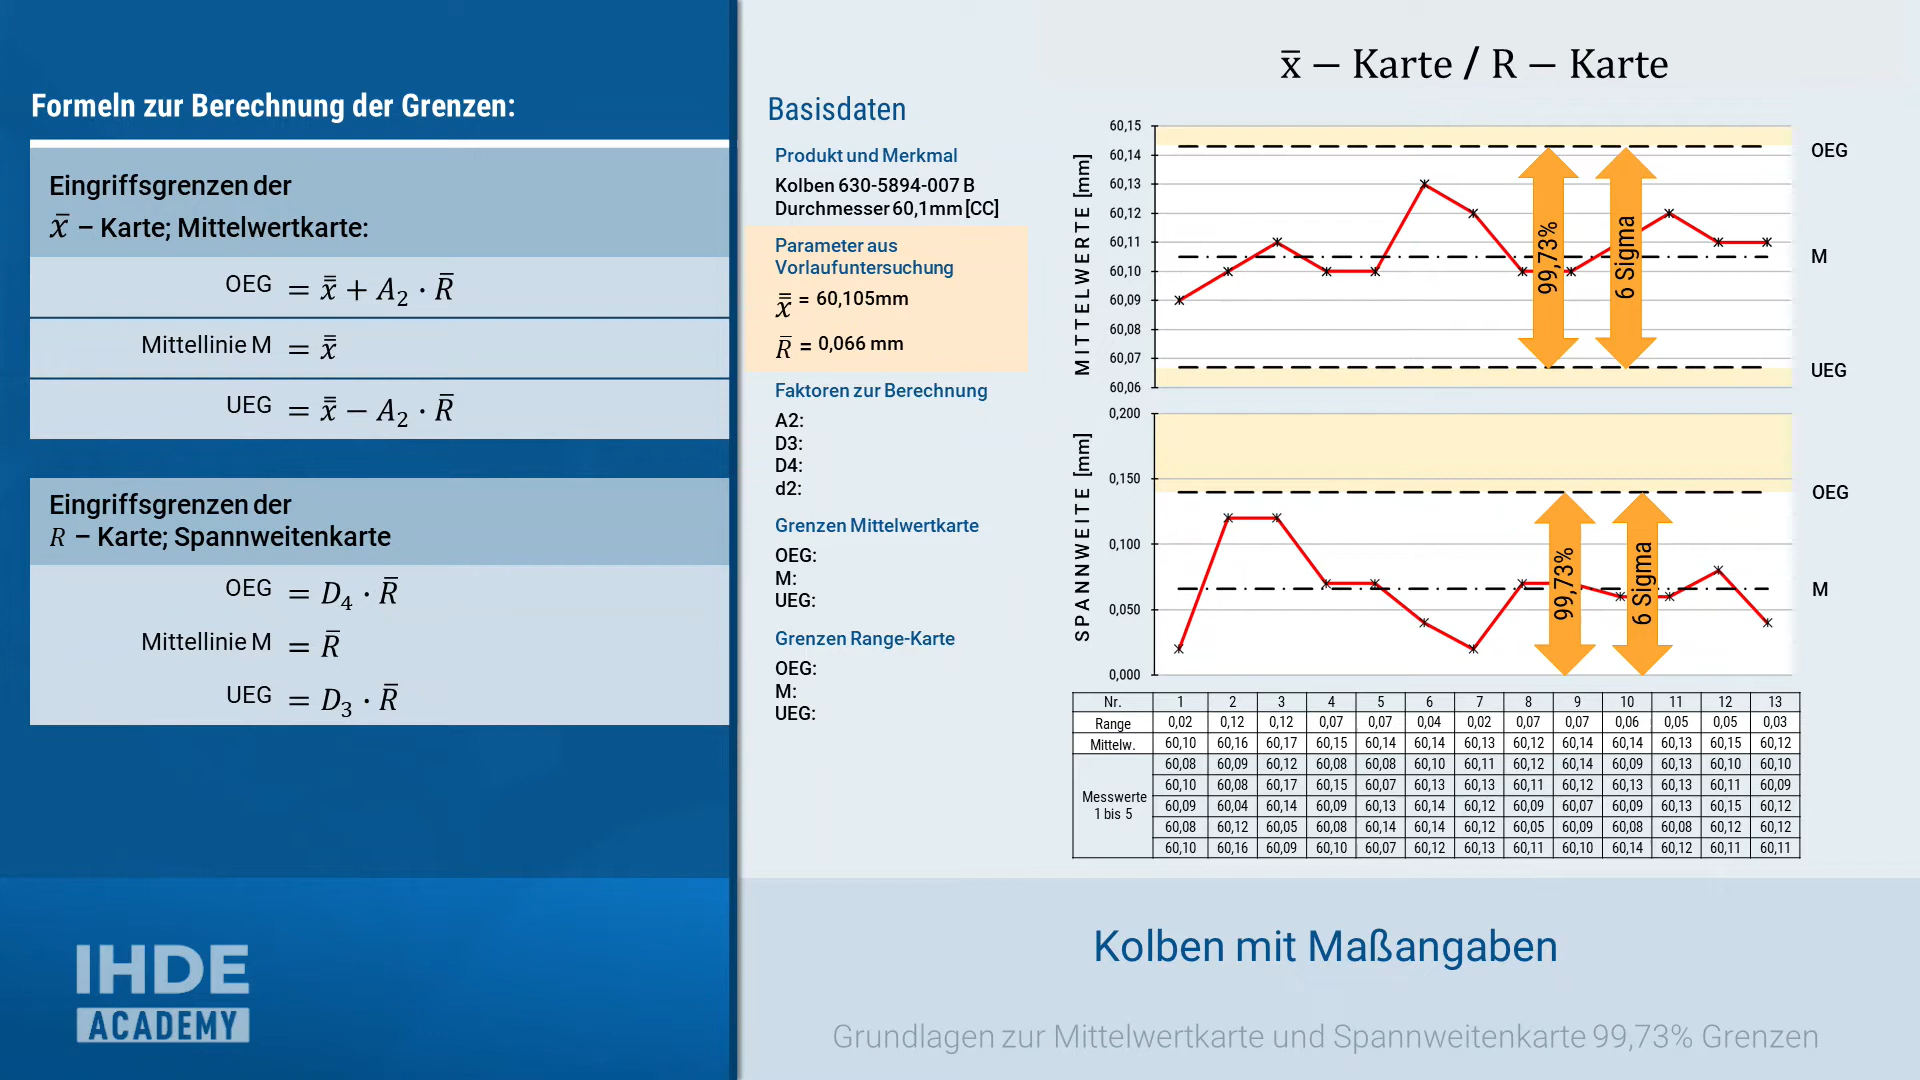 Formeln zur Berechnung der Grenzen:
Eingriffsgrenzen der
x̅ – Karte; Mittelwertkarte:
OEG = x̿ + A₂ · R̅
Mittellinie M = x̿
UEG = x̿ − A₂ · R̅
Eingriffsgrenzen der
R – Karte; Spannweitenkarte
OEG = D₄ · R̅
Mittellinie M = R̅
UEG = D₃ · R̅
IHDE
ACADEMY
Basisdaten
Produkt und Merkmal
Kolben 630-5894-007 B
Durchmesser 60,1mm [CC]
Parameter aus
Vorlaufuntersuchung
x̿ = 60,105mm
R̅ = 0,066 mm
Faktoren zur Berechnung
A2:
D3:
D4:
d2:
Grenzen Mittelwertkarte
OEG:
M:
UEG:
Grenzen Range-Karte
OEG:
M:
UEG:
x̅ − Karte / R − Karte
MITTELWERTE [mm]
60,15
60,14
60,13
60,12
60,11
60,10
60,09
60,08
60,07
60,06
99,73%
6 Sigma
OEG
M
UEG
SPANNWEITE [mm]
0,200
0,150
0,100
0,050
0,000
99,73%
6 Sigma
OEG
M
Nr. 1 2 3 4 5 6 7 8 9 10 11 12 13
Range 0,02 0,12 0,12 0,07 0,07 0,04 0,02 0,07 0,07 0,06 0,05 0,05 0,03
Mittelw. 60,10 60,16 60,17 60,15 60,14 60,14 60,13 60,12 60,14 60,14 60,13 60,15 60,12
Messwerte
1 bis 5
60,08 60,09 60,12 60,08 60,08 60,10 60,11 60,12 60,14 60,09 60,13 60,10 60,10
60,10 60,08 60,17 60,15 60,07 60,13 60,13 60,11 60,12 60,13 60,13 60,11 60,09
60,09 60,04 60,14 60,09 60,13 60,14 60,12 60,09 60,07 60,09 60,13 60,15 60,12
60,08 60,12 60,05 60,08 60,14 60,14 60,12 60,05 60,09 60,08 60,08 60,12 60,12
60,10 60,16 60,09 60,10 60,07 60,12 60,13 60,11 60,10 60,14 60,12 60,11 60,11
Kolben mit Maßangaben
Grundlagen zur Mittelwertkarte und Spannweitenkarte 99,73% Grenzen